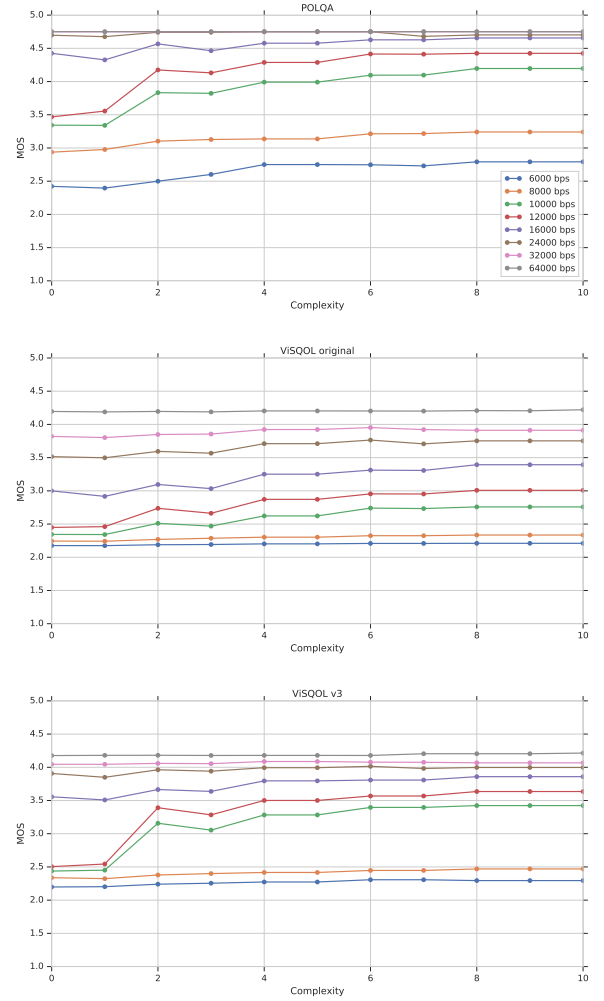 POLQA
5.0
4.5
4.0
3.5
3.0
2.5
2.0
1.5
1.0
MOS
6000 bps
8000 bps
10000 bps
12000 bps
16000 bps
24000 bps
32000 bps
64000 bps
0 2 4 6 8 10
Complexity
ViSQOL original
5.0
4.5
4.0
3.5
3.0
2.5
2.0
1.5
1.0
MOS
0 2 4 6 8 10
Complexity
ViSQOL v3
5.0
4.5
4.0
3.5
3.0
2.5
2.0
1.5
1.0
MOS
0 2 4 6 8 10
Complexity